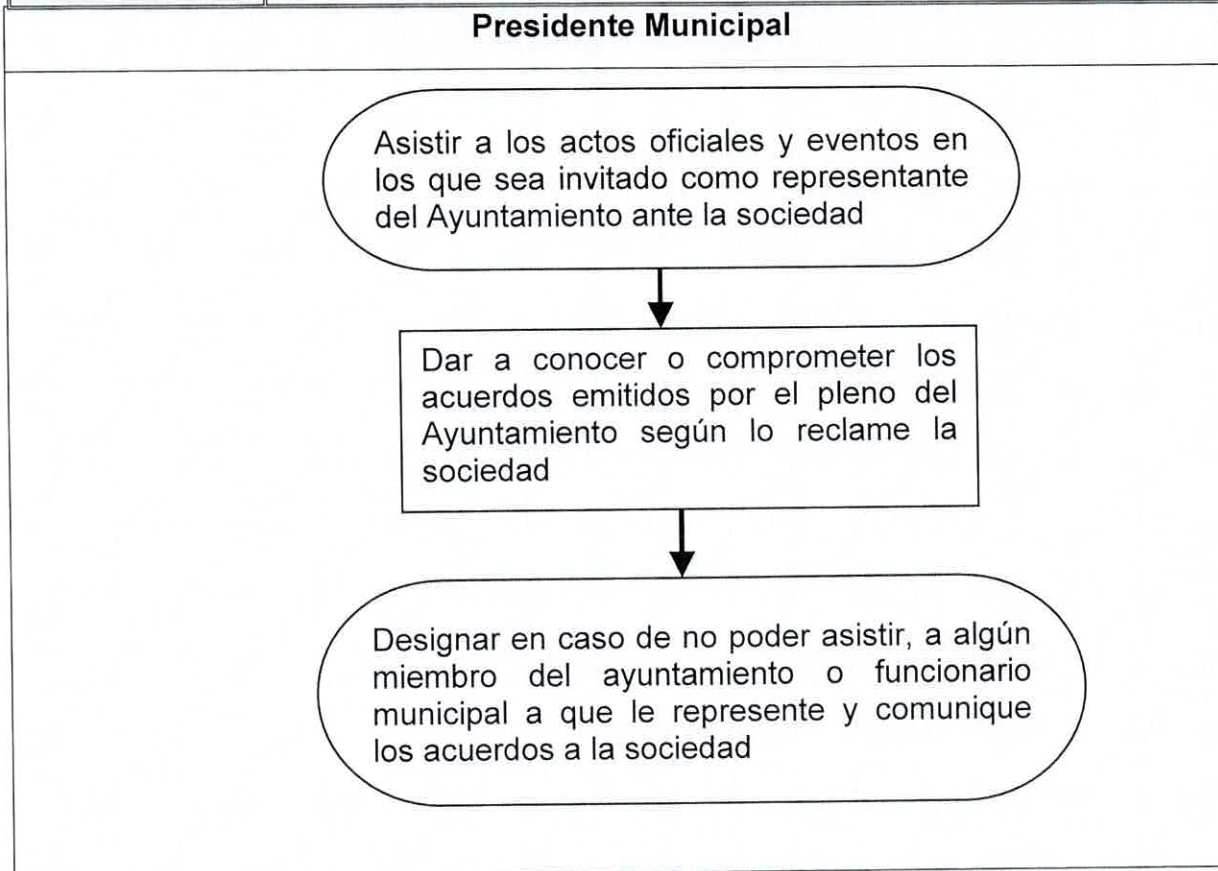 Presidente Municipal
Asistir a los actos oficiales y eventos en
los que sea invitado como representante
del Ayuntamiento ante la sociedad
Dar a conocer o comprometer los
acuerdos emitidos por el pleno del
Ayuntamiento según lo reclame la
sociedad
Designar en caso de no poder asistir, a algún
miembro del ayuntamiento o funcionario
municipal a que le represente y comunique
los acuerdos a la sociedad